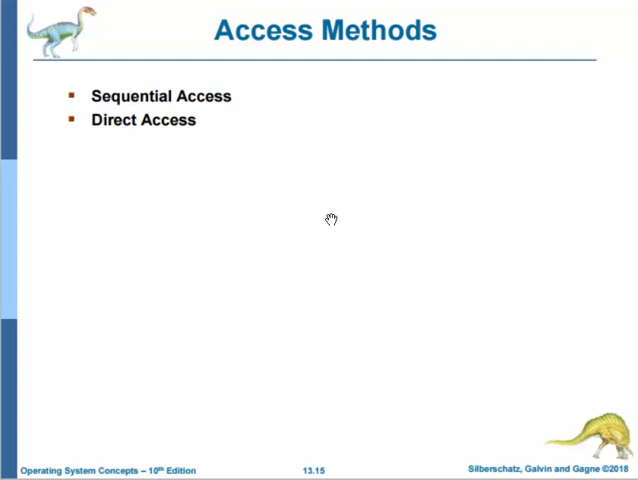 Access Methods
Sequential Access
Direct Access
Operating System Concepts – 10th Edition
13.15
Silberschatz, Galvin and Gagne ©2018